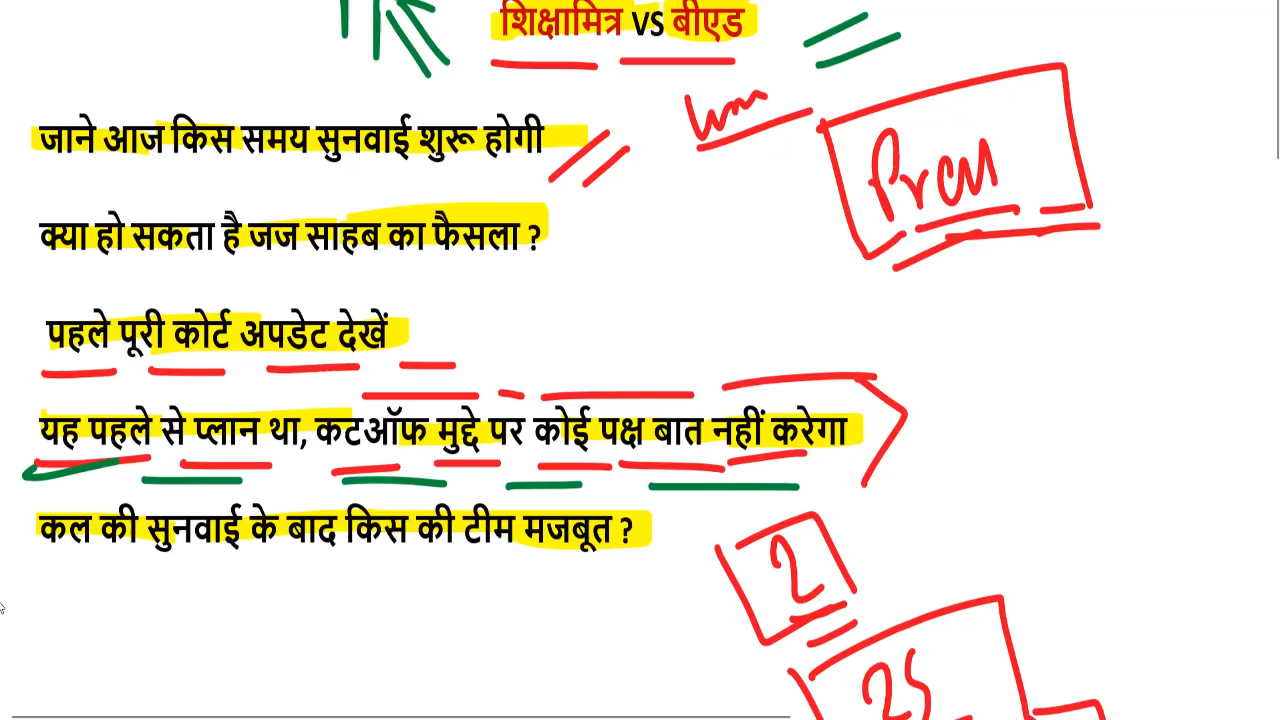 शिक्षामित्र vs बीएड
जाने आज किस समय सुनवाई शुरू होगी
क्या हो सकता है जज साहब का फैसला ?
पहले पूरी कोर्ट अपडेट देखें
यह पहले से प्लान था, कटऑफ मुद्दे पर कोई पक्ष बात नहीं करेगा
कल की सुनवाई के बाद किस की टीम मजबूत ?
2
25